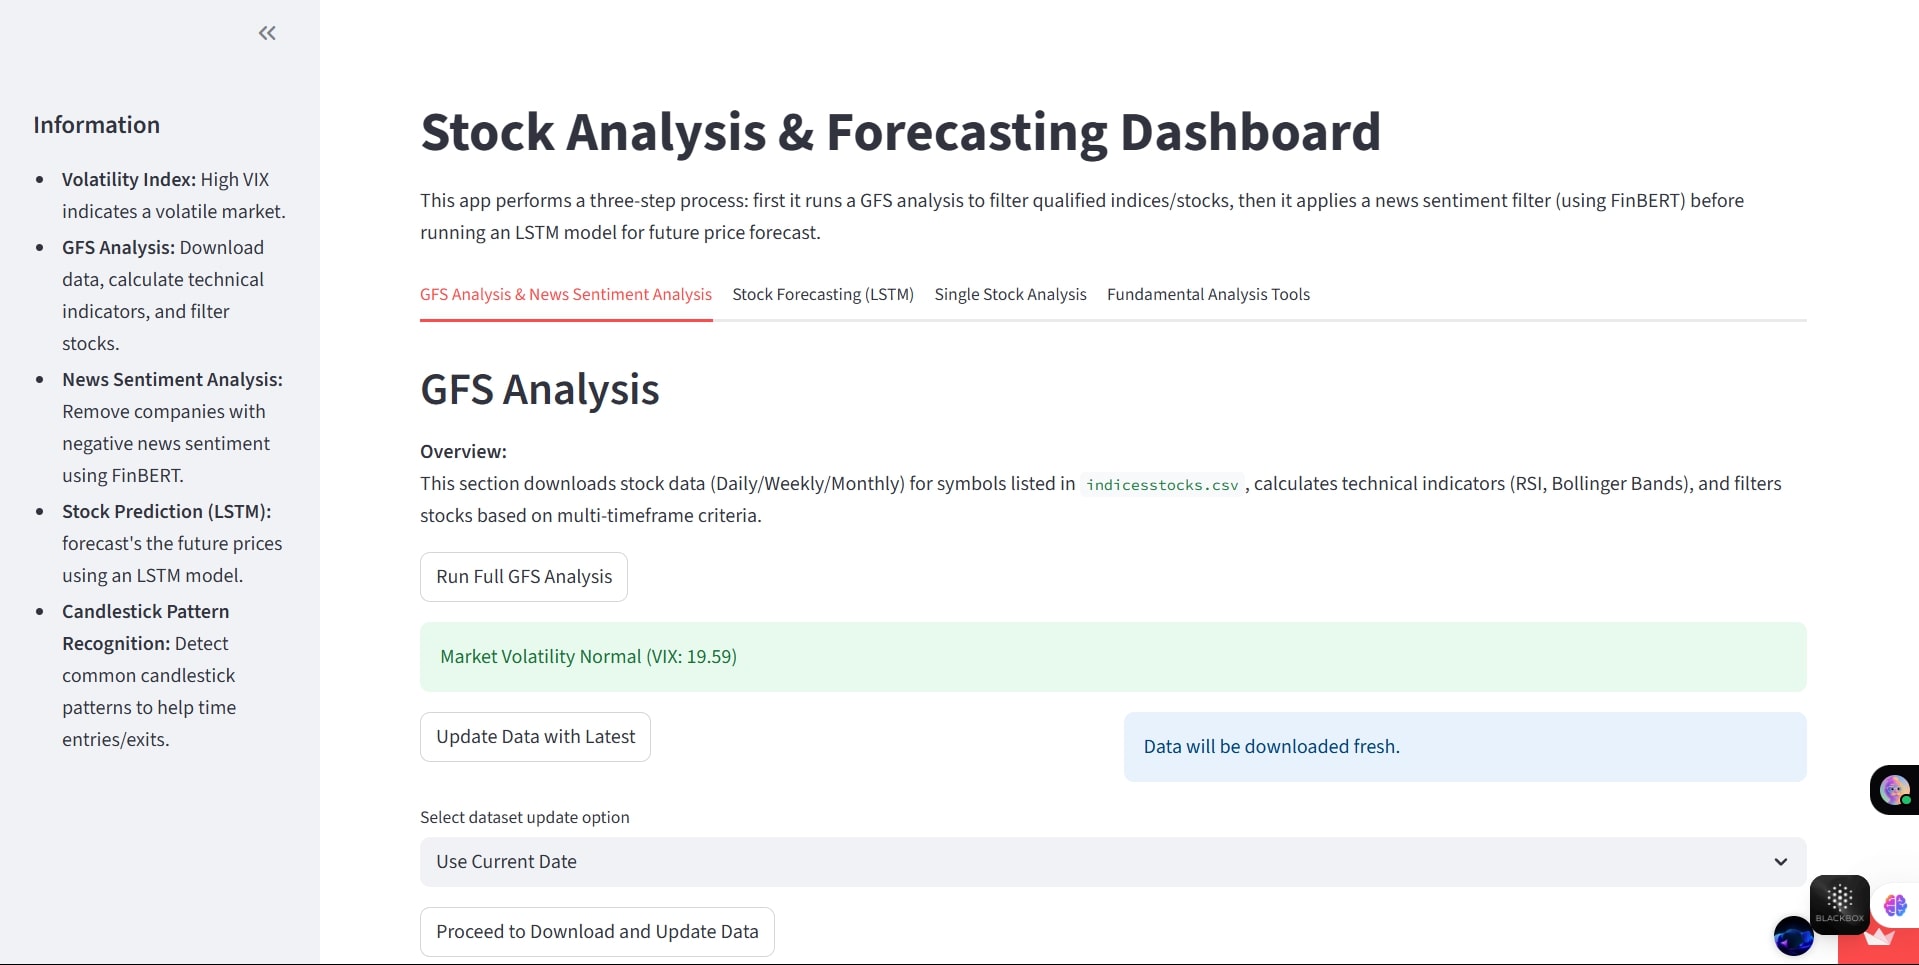 Information
• Volatility Index: High VIX
indicates a volatile market.
• GFS Analysis: Download
data, calculate technical
indicators, and filter
stocks.
• News Sentiment Analysis:
Remove companies with
negative news sentiment
using FinBERT.
• Stock Prediction (LSTM):
forecast's the future prices
using an LSTM model.
• Candlestick Pattern
Recognition: Detect
common candlestick
patterns to help time
entries/exits.
Stock Analysis & Forecasting Dashboard
This app performs a three-step process: first it runs a GFS analysis to filter qualified indices/stocks, then it applies a news sentiment filter (using FinBERT) before
running an LSTM model for future price forecast.
GFS Analysis & News Sentiment Analysis Stock Forecasting (LSTM) Single Stock Analysis Fundamental Analysis Tools
GFS Analysis
Overview:
This section downloads stock data (Daily/Weekly/Monthly) for symbols listed in indicesstocks.csv , calculates technical indicators (RSI, Bollinger Bands), and filters
stocks based on multi-timeframe criteria.
Run Full GFS Analysis
Market Volatility Normal (VIX: 19.59)
Update Data with Latest
Data will be downloaded fresh.
Select dataset update option
Use Current Date
Proceed to Download and Update Data
BLACKBOX